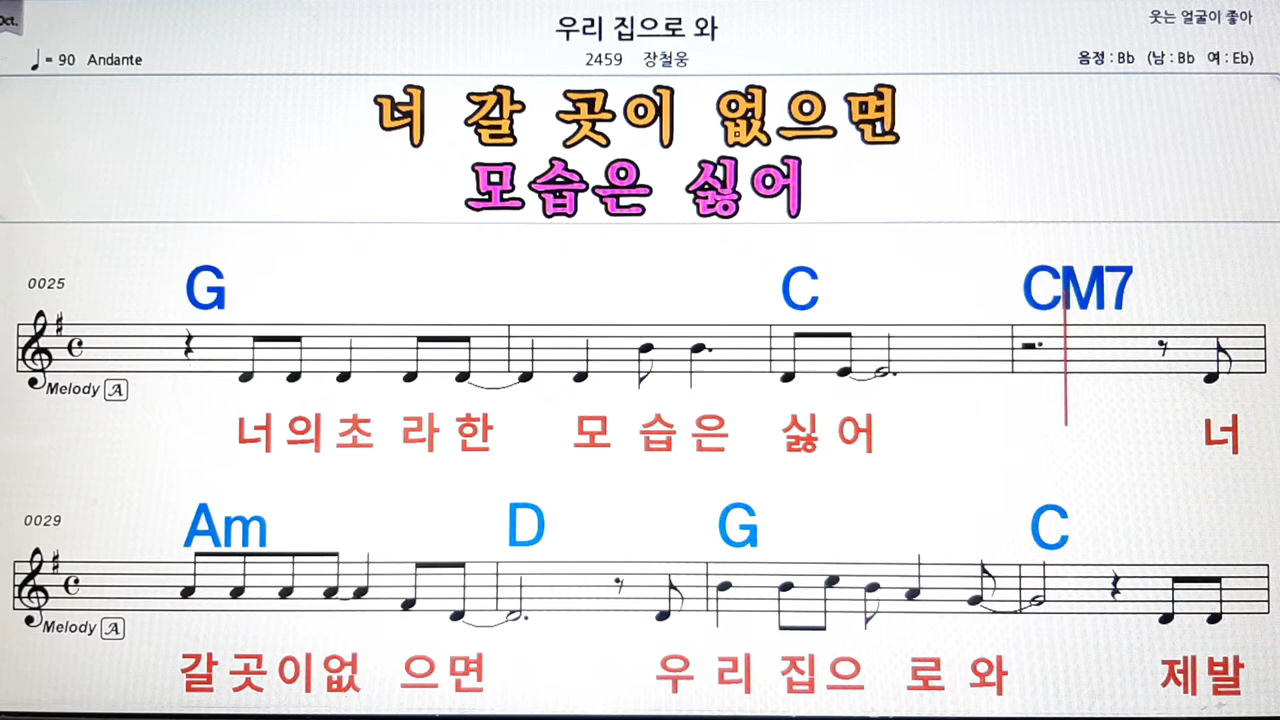 Oct.
우리 집으로 와
웃는 얼굴이 좋아
♩= 90 Andante
2459 장철웅
음정 : Bb (남 : Bb 여 : Eb)
너 갈 곳이 없으면
모습은 싫어
0025
G C CM7
Melody A
너의초 라한 모 습은 싫 어 너
0029
Am D G C
Melody A
갈곳이없 으면 우 리 집으 로 와 제발